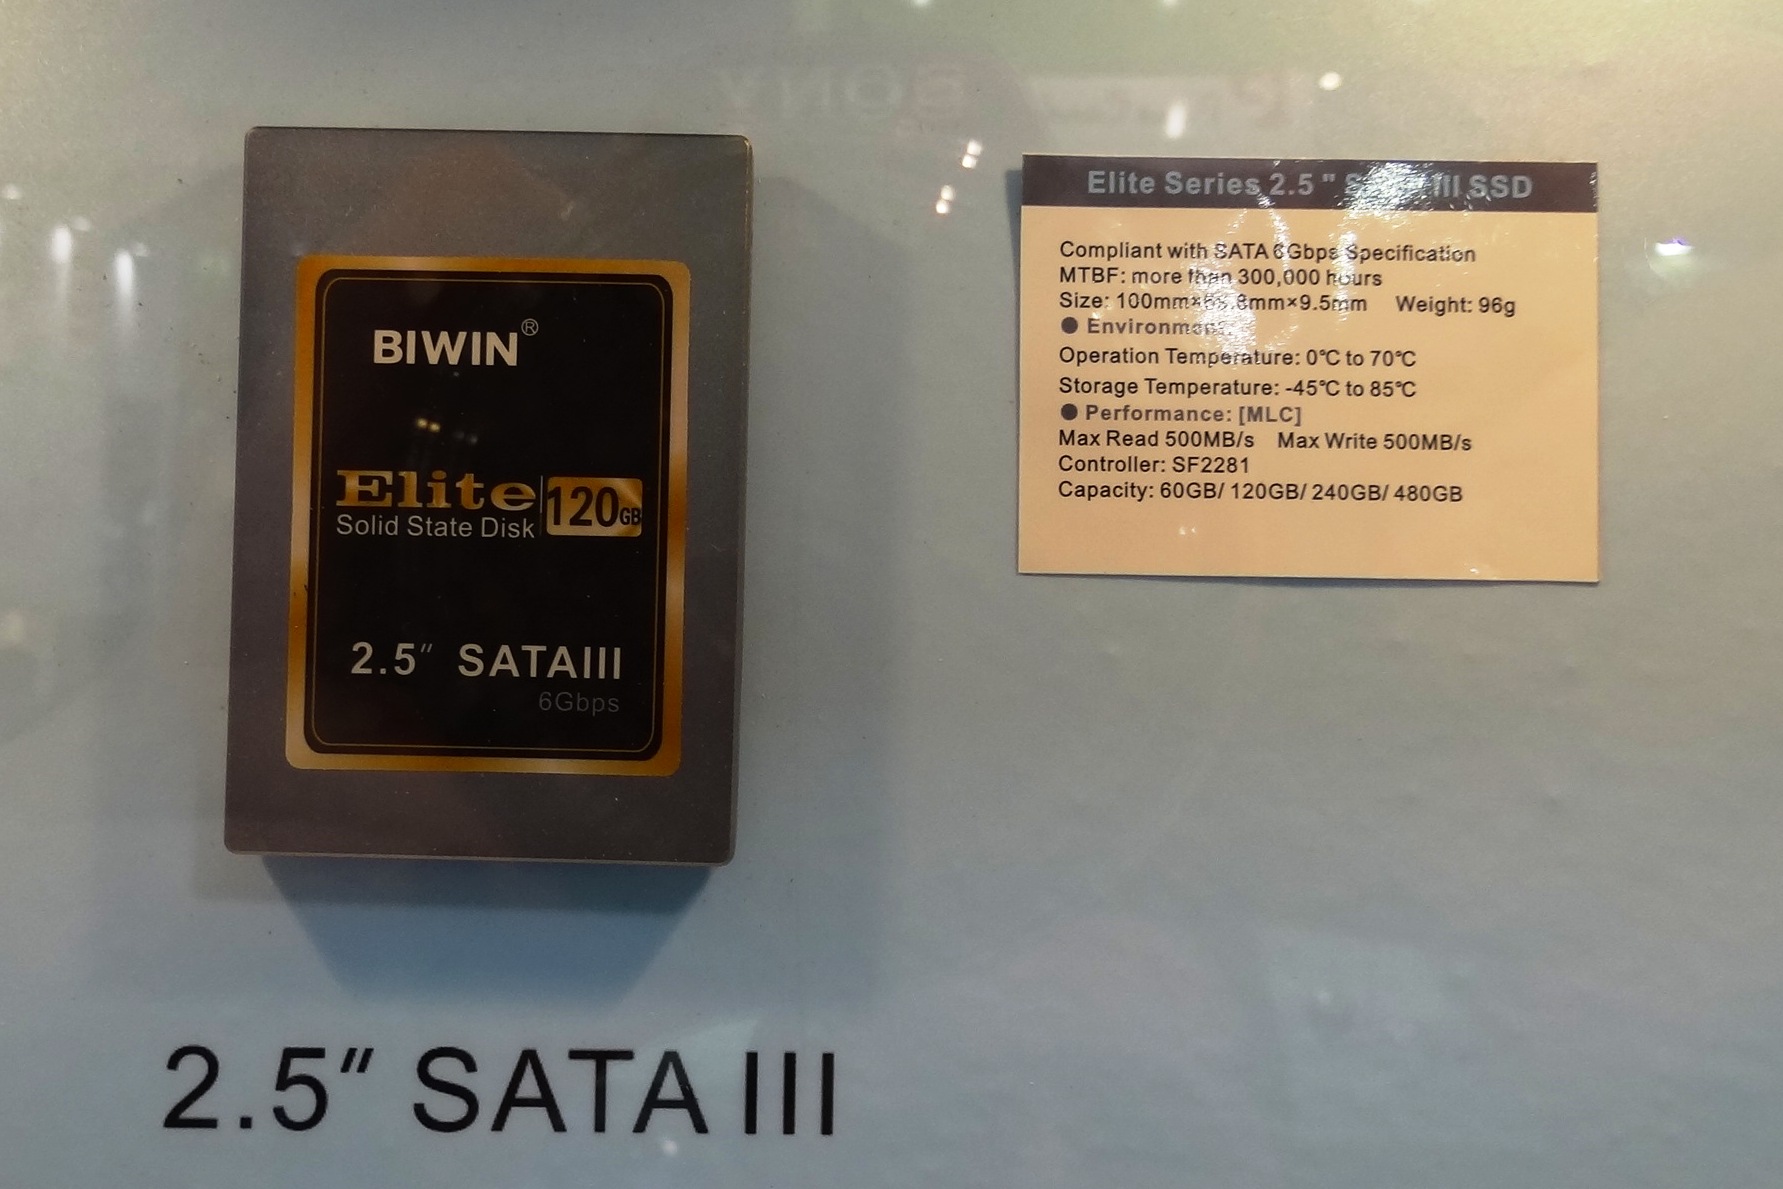 BIWIN®
Elite 120GB
Solid State Disk
2.5" SATAIII
6Gbps
2.5" SATA III
Elite Series 2.5" III SSD
Compliant with SATA 6Gbps Specification
MTBF: more than 300,000 hours
Size: 100mm× ×9.5mm Weight: 96g
● Environment:
Operation Temperature: 0℃ to 70℃
Storage Temperature: -45℃ to 85℃
● Performance: [MLC]
Max Read 500MB/s Max Write 500MB/s
Controller: SF2281
Capacity: 60GB/ 120GB/ 240GB/ 480GB